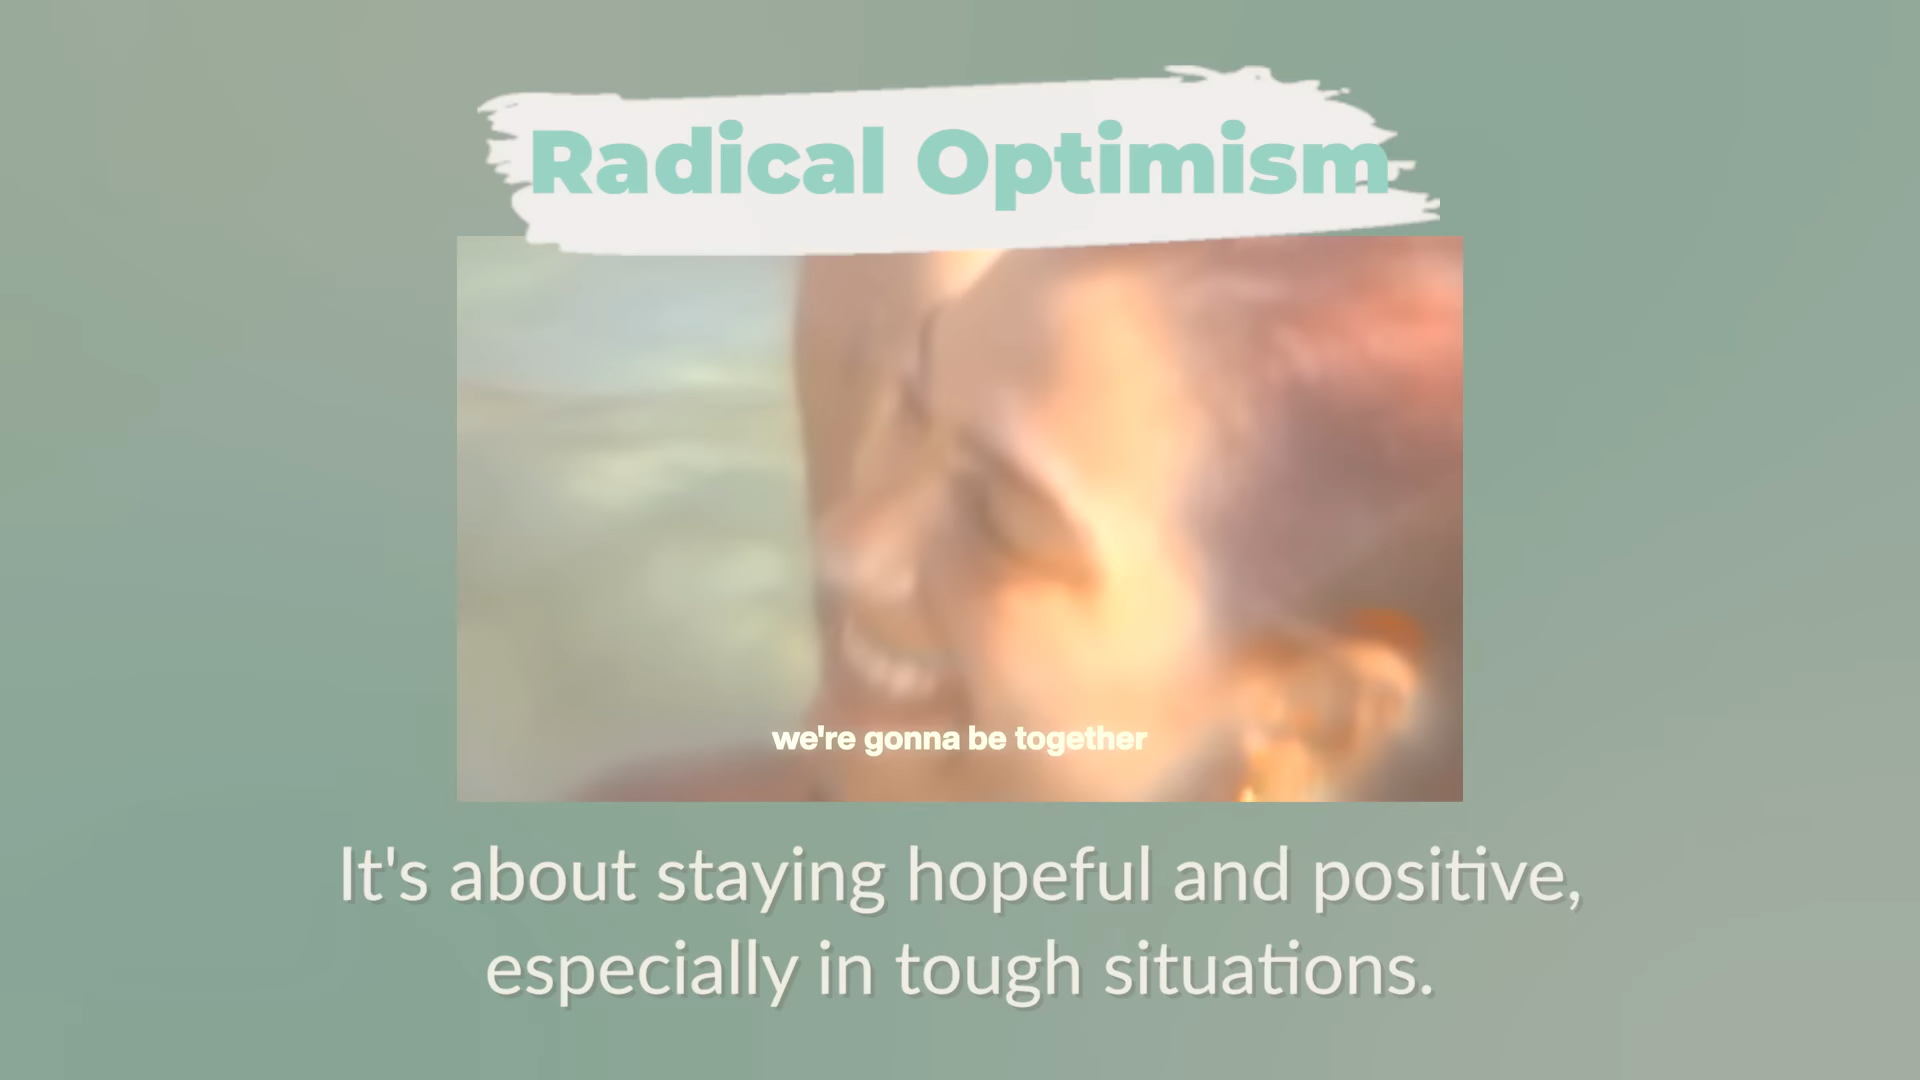 Radical Optimism
we're gonna be together
It's about staying hopeful and positive,
especially in tough situations.